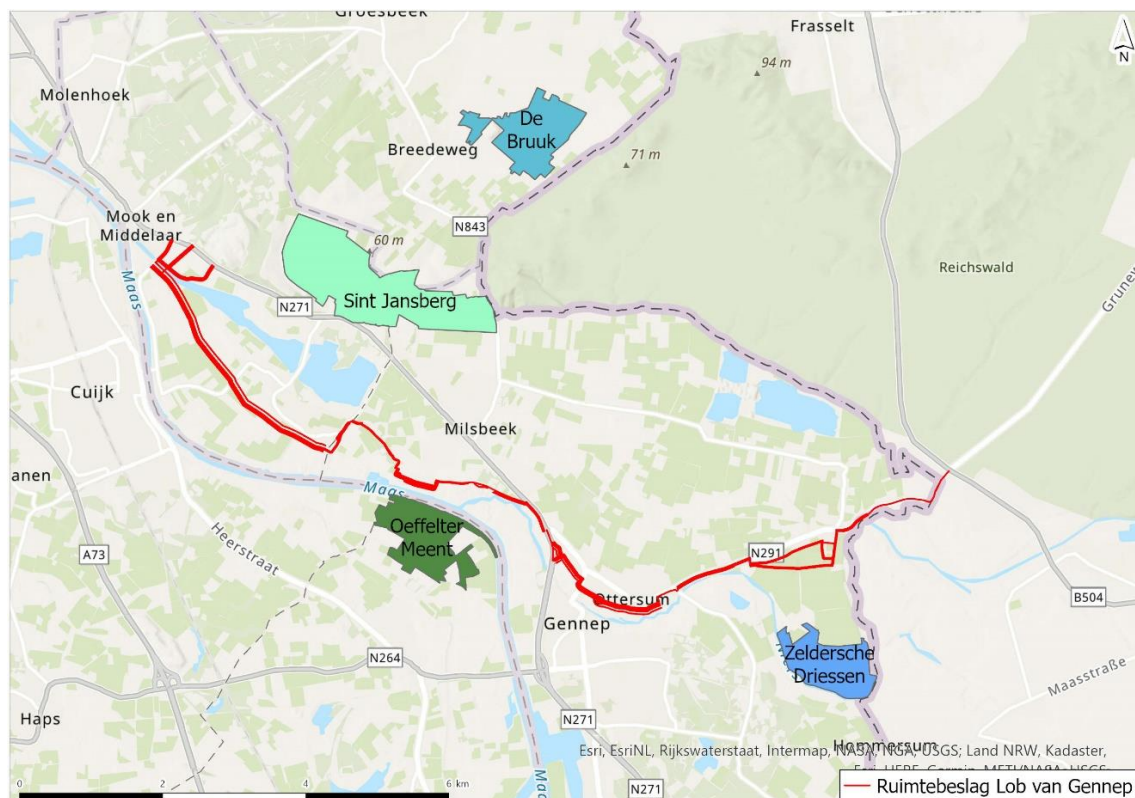 Groesbeek
Frasselt
94 m
N
Molenhoek
De
Bruuk
Breedeweg
71 m
Mook en
Middelaar
N843
60 m
Reichswald
Sint Jansberg
N271
Maas
Cuijk
Milsbeek
anen
Maas
Oeffelter
Meent
A73
Heerstraat
N291
B504
Ottersum
Gennep
Zeldersche
Driessen
N264
Maasstraße
Haps
N271
Hommersum
Esri, EsriNL, Rijkswaterstaat, Intermap, NASA, NGA, USGS; Land NRW, Kadaster,
N271
0 2 4 6 km
Ruimtebeslag Lob van Gennep